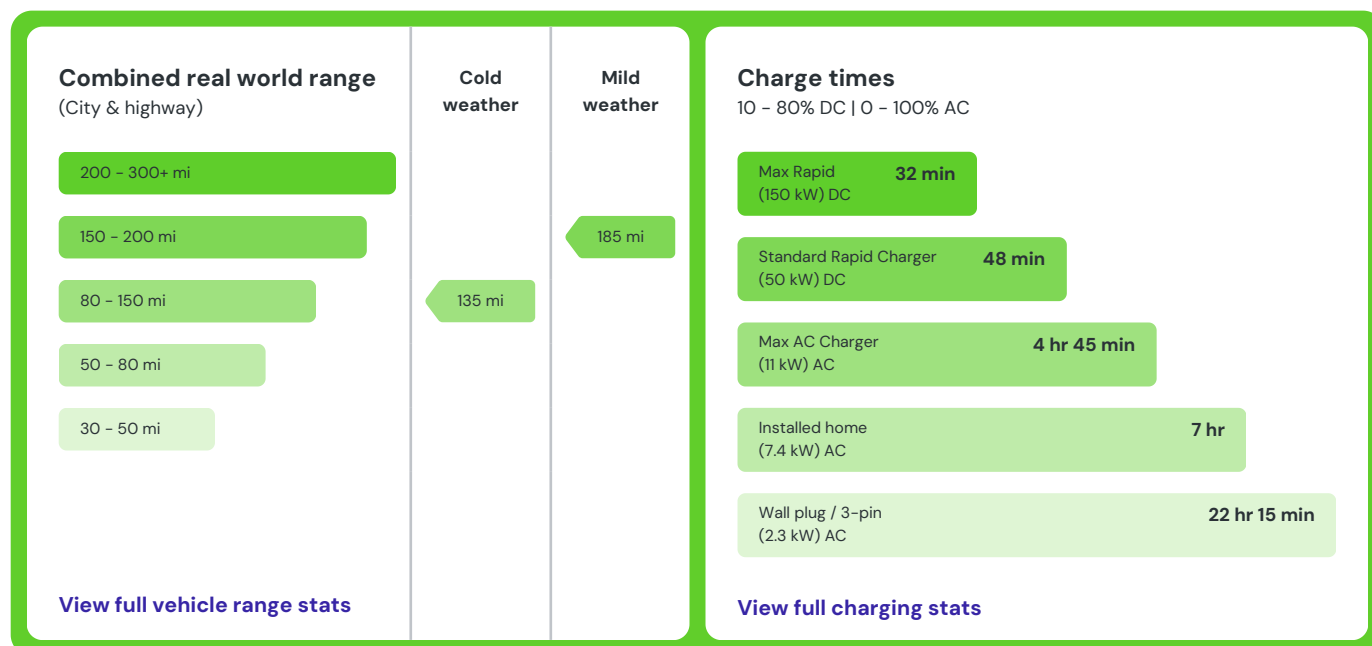 Combined real world range
(City & highway)
Cold
weather
Mild
weather
200 - 300+ mi
150 - 200 mi
185 mi
80 - 150 mi
135 mi
50 - 80 mi
30 - 50 mi
View full vehicle range stats
Charge times
10 - 80% DC | 0 - 100% AC
Max Rapid
(150 kW) DC
32 min
Standard Rapid Charger
(50 kW) DC
48 min
Max AC Charger
(11 kW) AC
4 hr 45 min
Installed home
(7.4 kW) AC
7 hr
Wall plug / 3-pin
(2.3 kW) AC
22 hr 15 min
View full charging stats